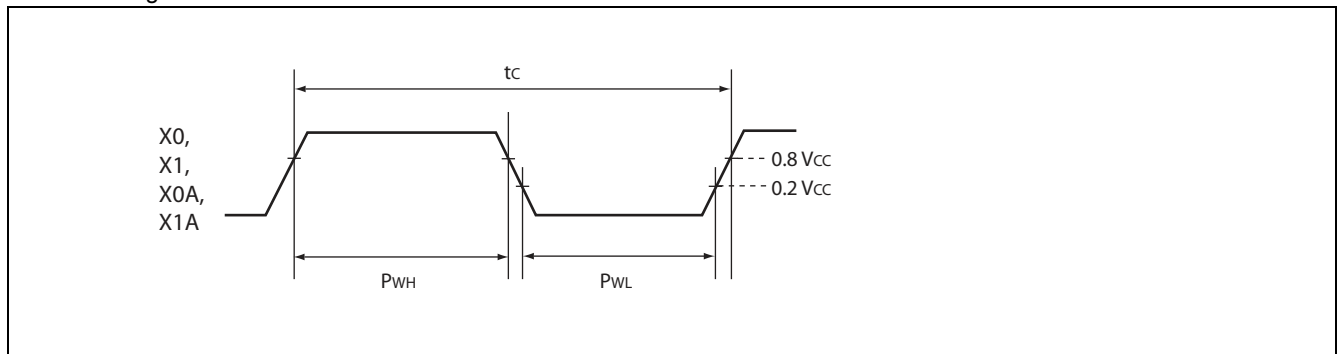 tC
X0,
X1,
X0A,
X1A
0.8 VCC
0.2 VCC
PWH
PWL